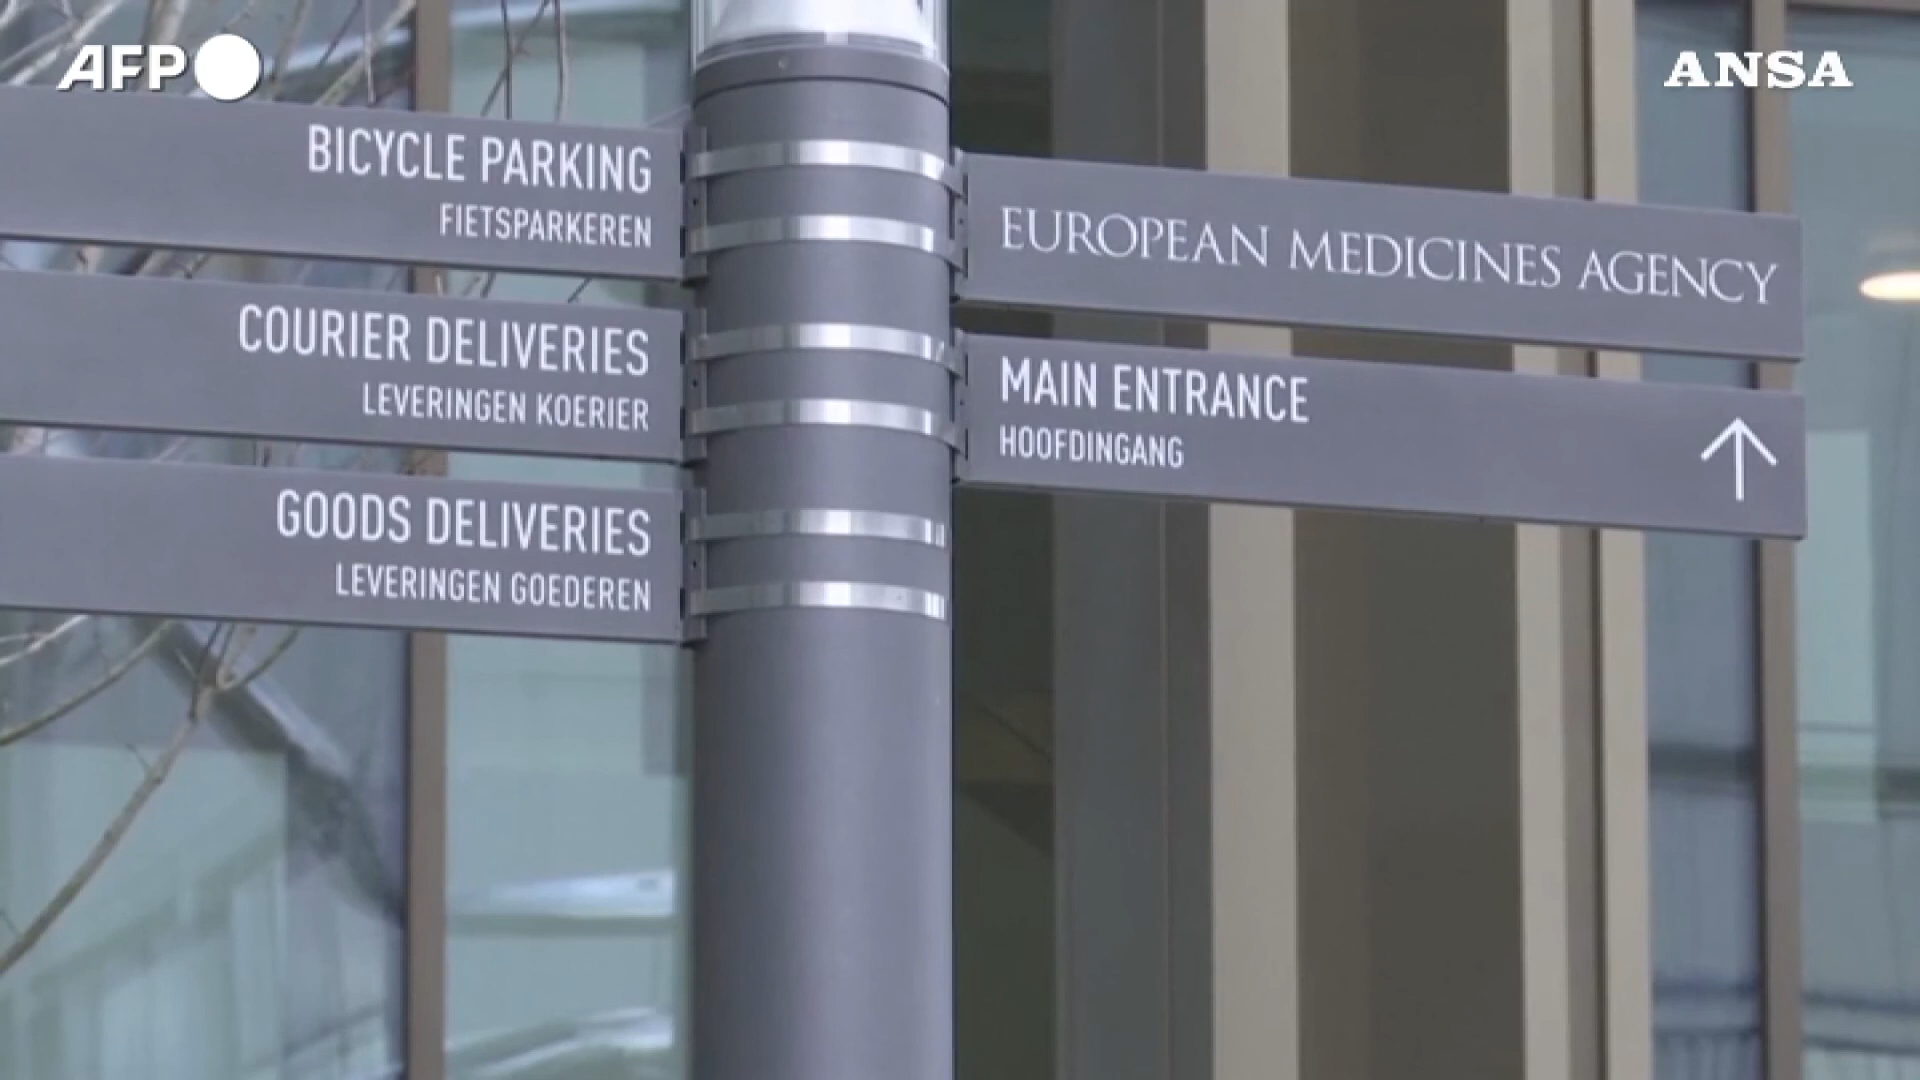 AFP
ANSA
BICYCLE PARKING
FIETSPARKEREN
COURIER DELIVERIES
LEVERINGEN KOERIER
GOODS DELIVERIES
LEVERINGEN GOEDEREN
EUROPEAN MEDICINES AGENCY
MAIN ENTRANCE
HOOFDINGANG